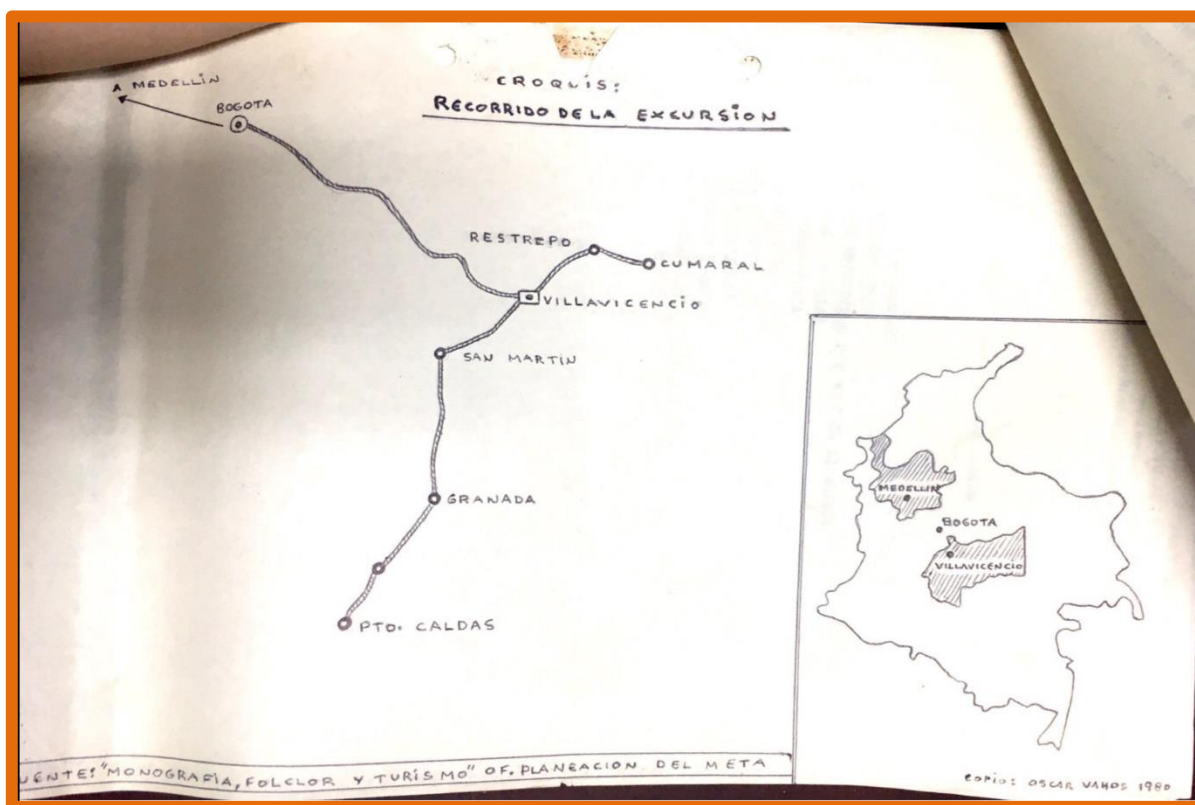 CROQUIS:
RECORRIDO DE LA EXCURSION
A MEDELLIN
BOGOTA
RESTREPO
CUMARAL
VILLAVICENCIO
SAN MARTIN
GRANADA
PTO. CALDAS
MEDELLIN
BOGOTA
VILLAVICENCIO
UENTE: "MONOGRAFIA, FOLCLOR Y TURISMO" OF. PLANEACION DEL META
COPIO: OSCAR VAHOS 1980